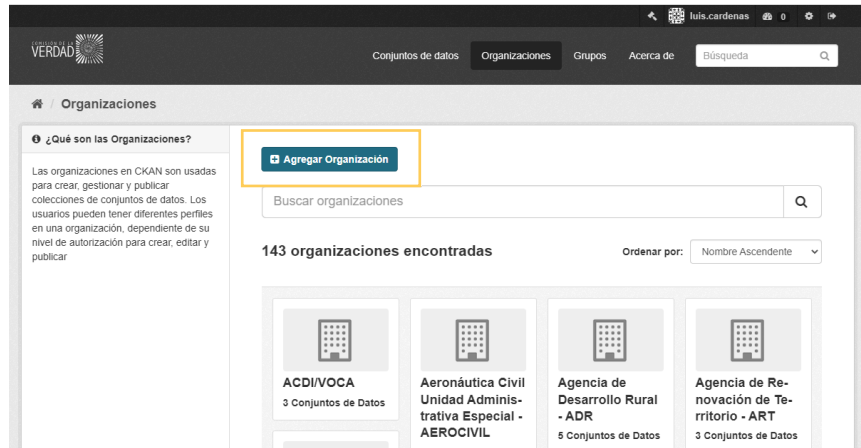 luis.cardenas 0
COMISIÓN DE LA
VERDAD
Conjuntos de datos Organizaciones Grupos Acerca de Búsqueda
/ Organizaciones
¿Qué son las Organizaciones?
Las organizaciones en CKAN son usadas
para crear, gestionar y publicar
colecciones de conjuntos de datos. Los
usuarios pueden tener diferentes perfiles
en una organización, dependiente de su
nivel de autorización para crear, editar y
publicar
Agregar Organización
Buscar organizaciones
143 organizaciones encontradas
Ordenar por: Nombre Ascendente
ACDI/VOCA
3 Conjuntos de Datos
Aeronáutica Civil
Unidad Adminis-
trativa Especial -
AEROCIVIL
Agencia de
Desarrollo Rural
- ADR
5 Conjuntos de Datos
Agencia de Re-
novación de Te-
rritorio - ART
3 Conjuntos de Datos